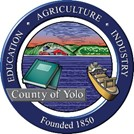 EDUCATION • AGRICULTURE • INDUSTRY
County of Yolo
Founded 1850